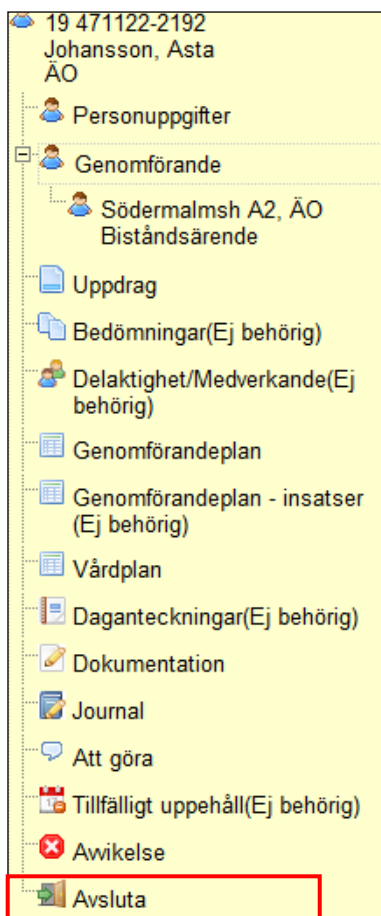 19 471122-2192
Johansson, Asta
ÄO
Personuppgifter
Genomförande
Södermalmsh A2, ÄO
Biståndsärende
Uppdrag
Bedömningar(Ej behörig)
Delaktighet/Medverkande(Ej
behörig)
Genomförandeplan
Genomförandeplan - insatser
(Ej behörig)
Vårdplan
Daganteckningar(Ej behörig)
Dokumentation
Journal
Att göra
Tillfälligt uppehåll(Ej behörig)
Avvikelse
Avsluta